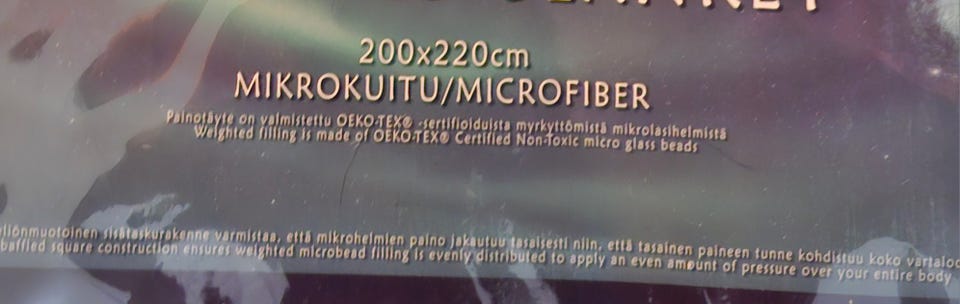 BLANKET
200x220cm
MIKROKUITU/MICROFIBER
Painotäyte on valmistettu OEKO-TEX® -sertifioiduista myrkyttömistä mikrolasihelmistä
Weighted filling is made of OEKO-TEX® Certified Non-Toxic micro glass beads
sisätaskurakenne varmistaa, että mikrohelmien paino jakautuu tasaisesti niin, että tasainen paineen tunne kohdistuu koko
baffled square construction ensures weighted microbead filling is evenly distributed to apply an even amount of pressure over your entire body